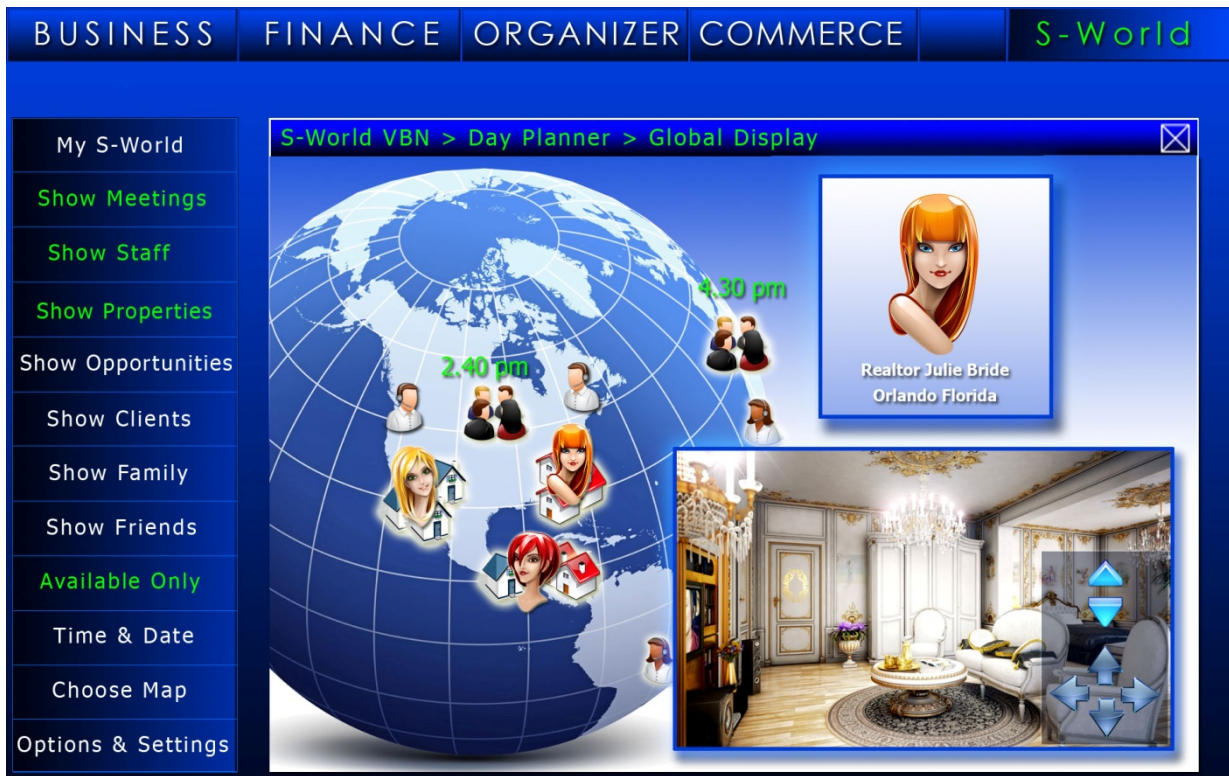 BUSINESS FINANCE ORGANIZER COMMERCE S-World
S-World VBN > Day Planner > Global Display
My S-World
Show Meetings
Show Staff
Show Properties
Show Opportunities
Show Clients
Show Family
Show Friends
Available Only
Time & Date
Choose Map
Options & Settings
4.30 pm
2.40 pm
Realtor Julie Bride
Orlando Florida